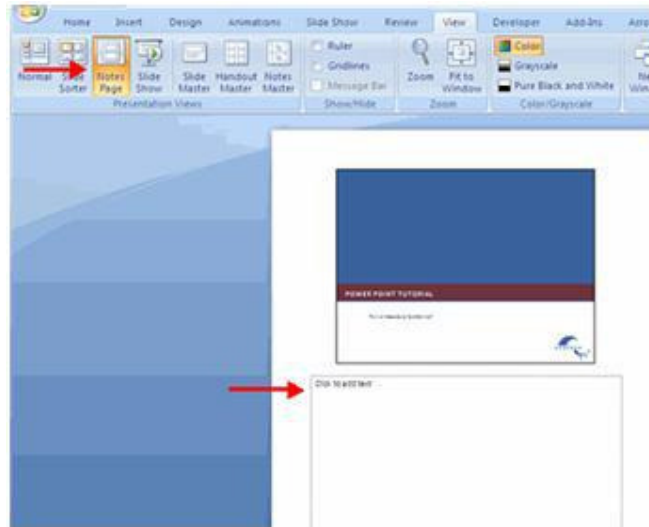 Home Insert Design Animations Slide Show Review View Developer Add-Ins
Normal Slide Sorter Notes Page Slide Show Slide Master Handout Master Notes Master
Ruler
Gridlines
Message Bar
Zoom Fit to Window
Color
Grayscale
Pure Black and White
Presentation Views Show/Hide Zoom Color/Grayscale
POWER POINT TUTORIAL
Click to add text